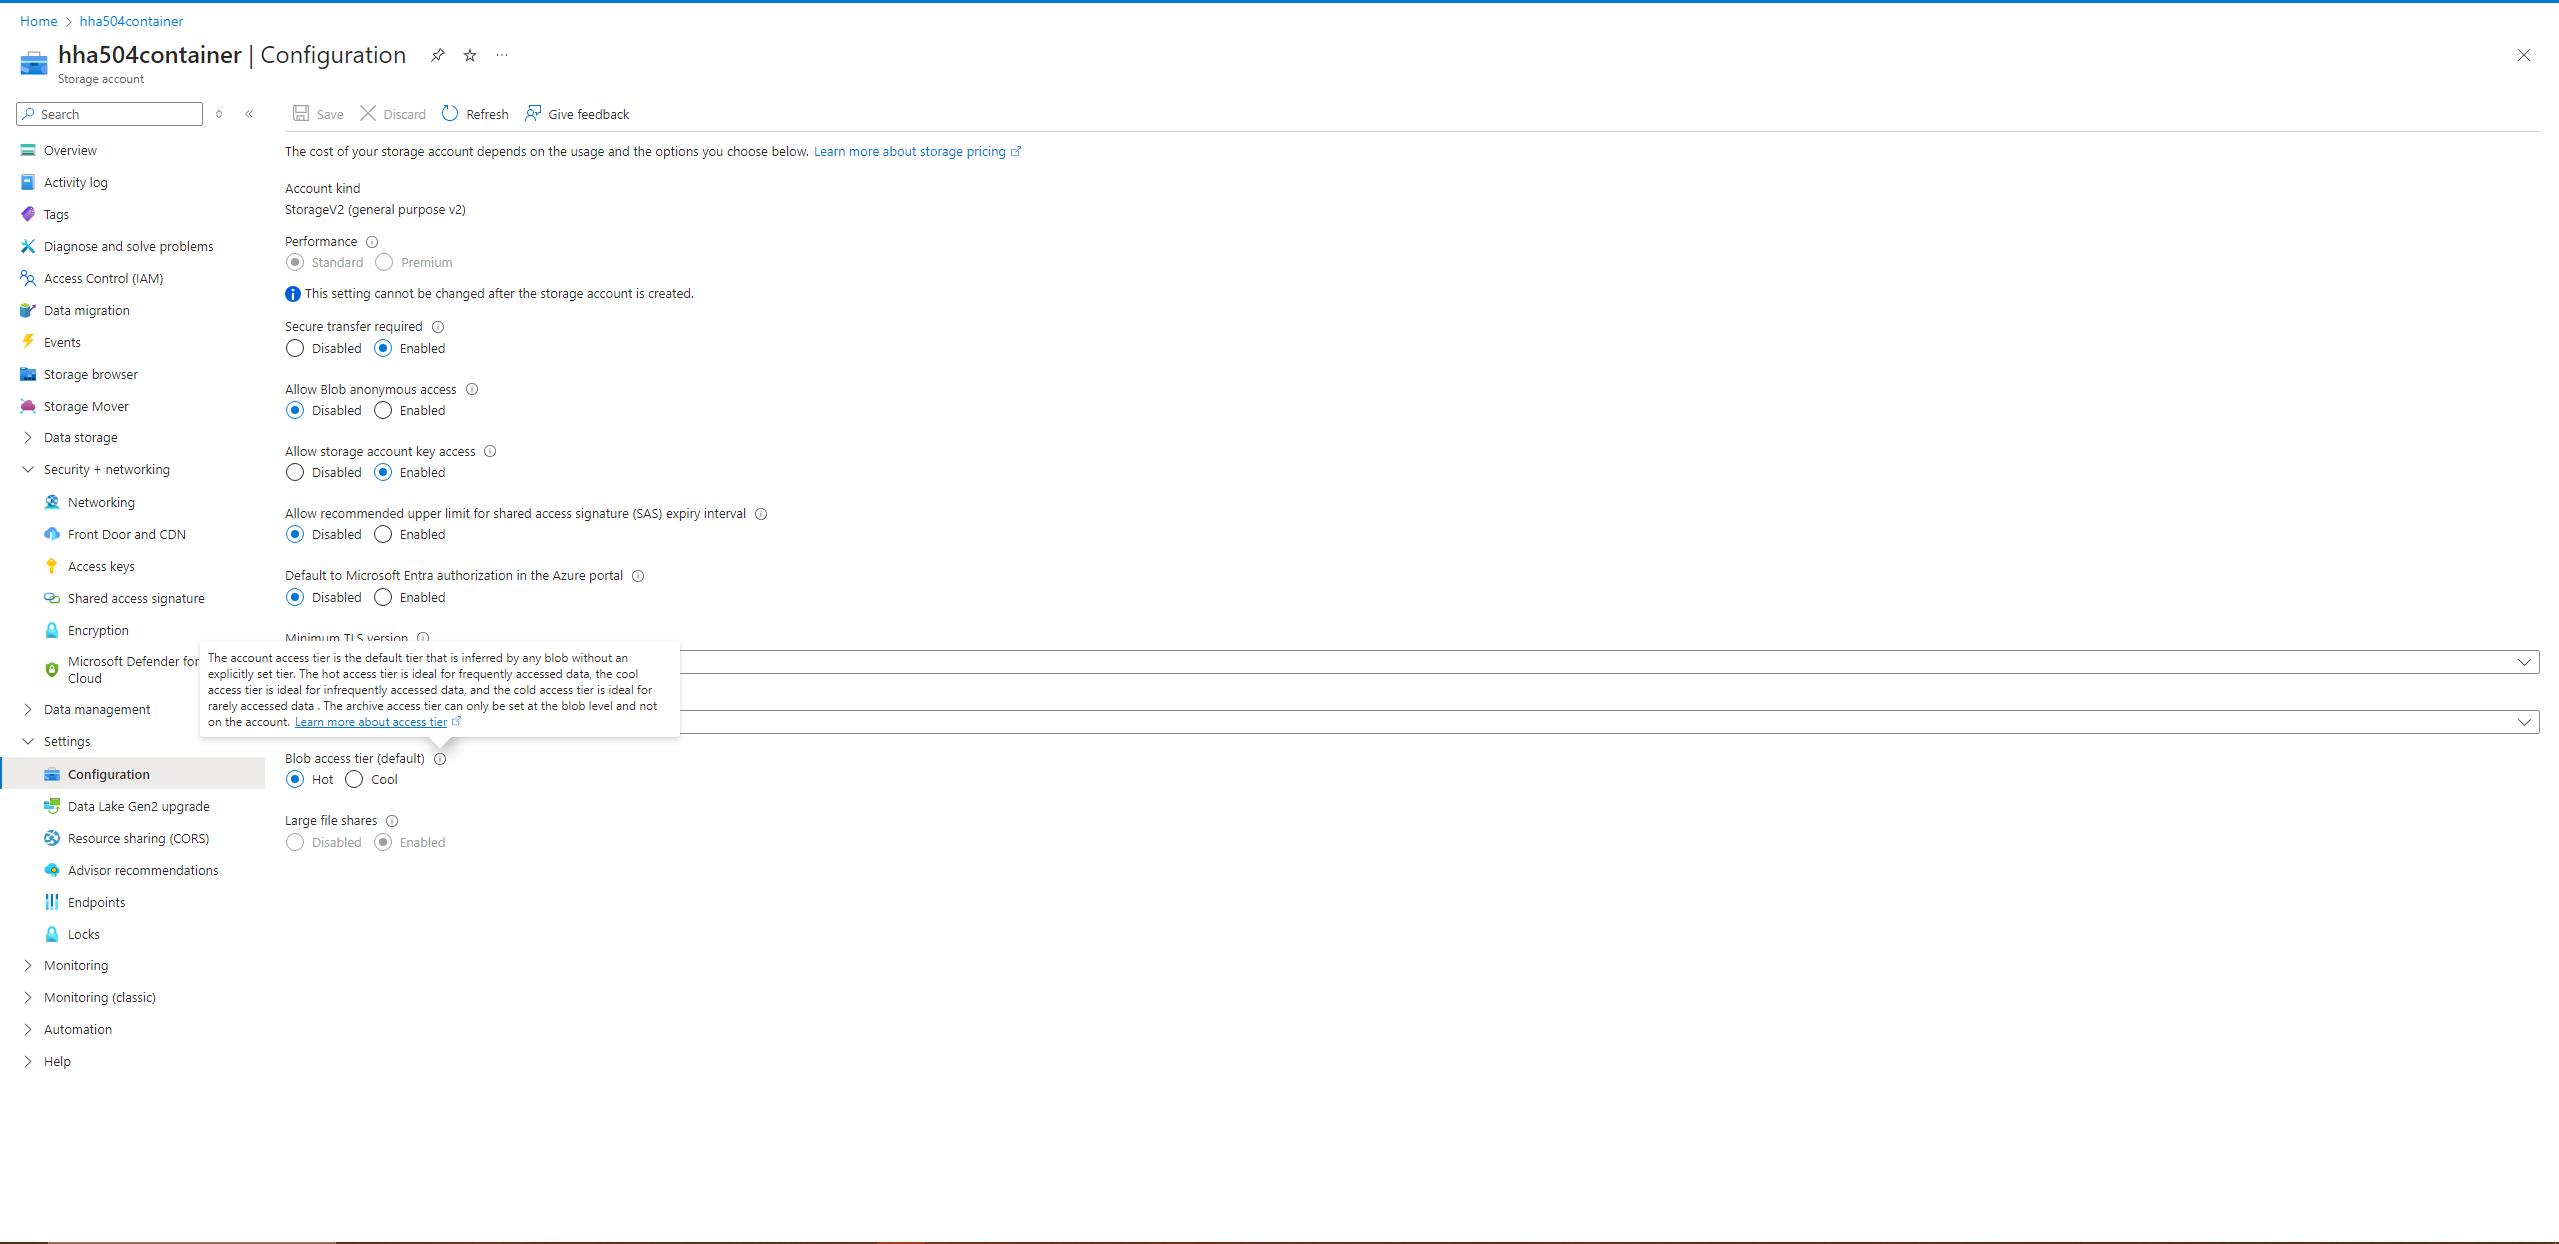 Home > hha504container
hha504container | Configuration
Storage account
Search
Save Discard Refresh Give feedback
Overview
Activity log
Tags
Diagnose and solve problems
Access Control (IAM)
Data migration
Events
Storage browser
Storage Mover
Data storage
Security + networking
Networking
Front Door and CDN
Access keys
Shared access signature
Encryption
Microsoft Defender for
Cloud
Data management
Settings
Configuration
Data Lake Gen2 upgrade
Resource sharing (CORS)
Advisor recommendations
Endpoints
Locks
Monitoring
Monitoring (classic)
Automation
Help
The cost of your storage account depends on the usage and the options you choose below. Learn more about storage pricing
Account kind
StorageV2 (general purpose v2)
Performance
Standard Premium
This setting cannot be changed after the storage account is created.
Secure transfer required
Disabled Enabled
Allow Blob anonymous access
Disabled Enabled
Allow storage account key access
Disabled Enabled
Allow recommended upper limit for shared access signature (SAS) expiry interval
Disabled Enabled
Default to Microsoft Entra authorization in the Azure portal
Disabled Enabled
Minimum TLS version
The account access tier is the default tier that is inferred by any blob without an
explicitly set tier. The hot access tier is ideal for frequently accessed data, the cool
access tier is ideal for infrequently accessed data, and the cold access tier is ideal for
rarely accessed data . The archive access tier can only be set at the blob level and not
on the account. Learn more about access tier
Blob access tier (default)
Hot Cool
Large file shares
Disabled Enabled